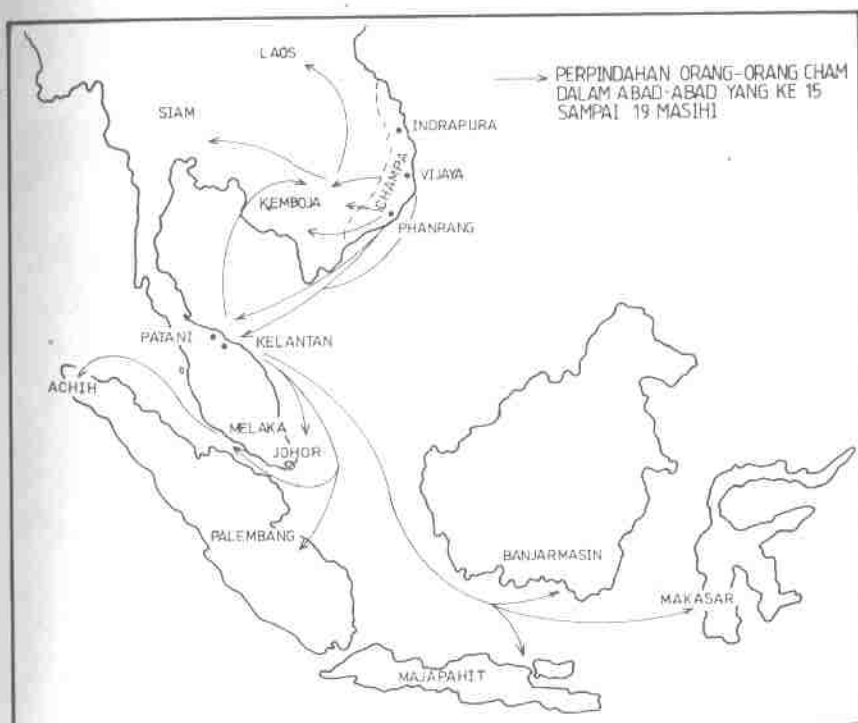 LAOS
PERPINDAHAN ORANG-ORANG CHAM
DALAM ABAD-ABAD YANG KE 15
SAMPAI 19 MASIHI
SIAM
INDRAPURA
CHAMPA
VIJAYA
KEMBOJA
PHANRANG
PATANI
KELANTAN
ACHIH
MELAKA
JOHOR
PALEMBANG
BANJARMASIN
MAKASAR
MAJAPAHIT